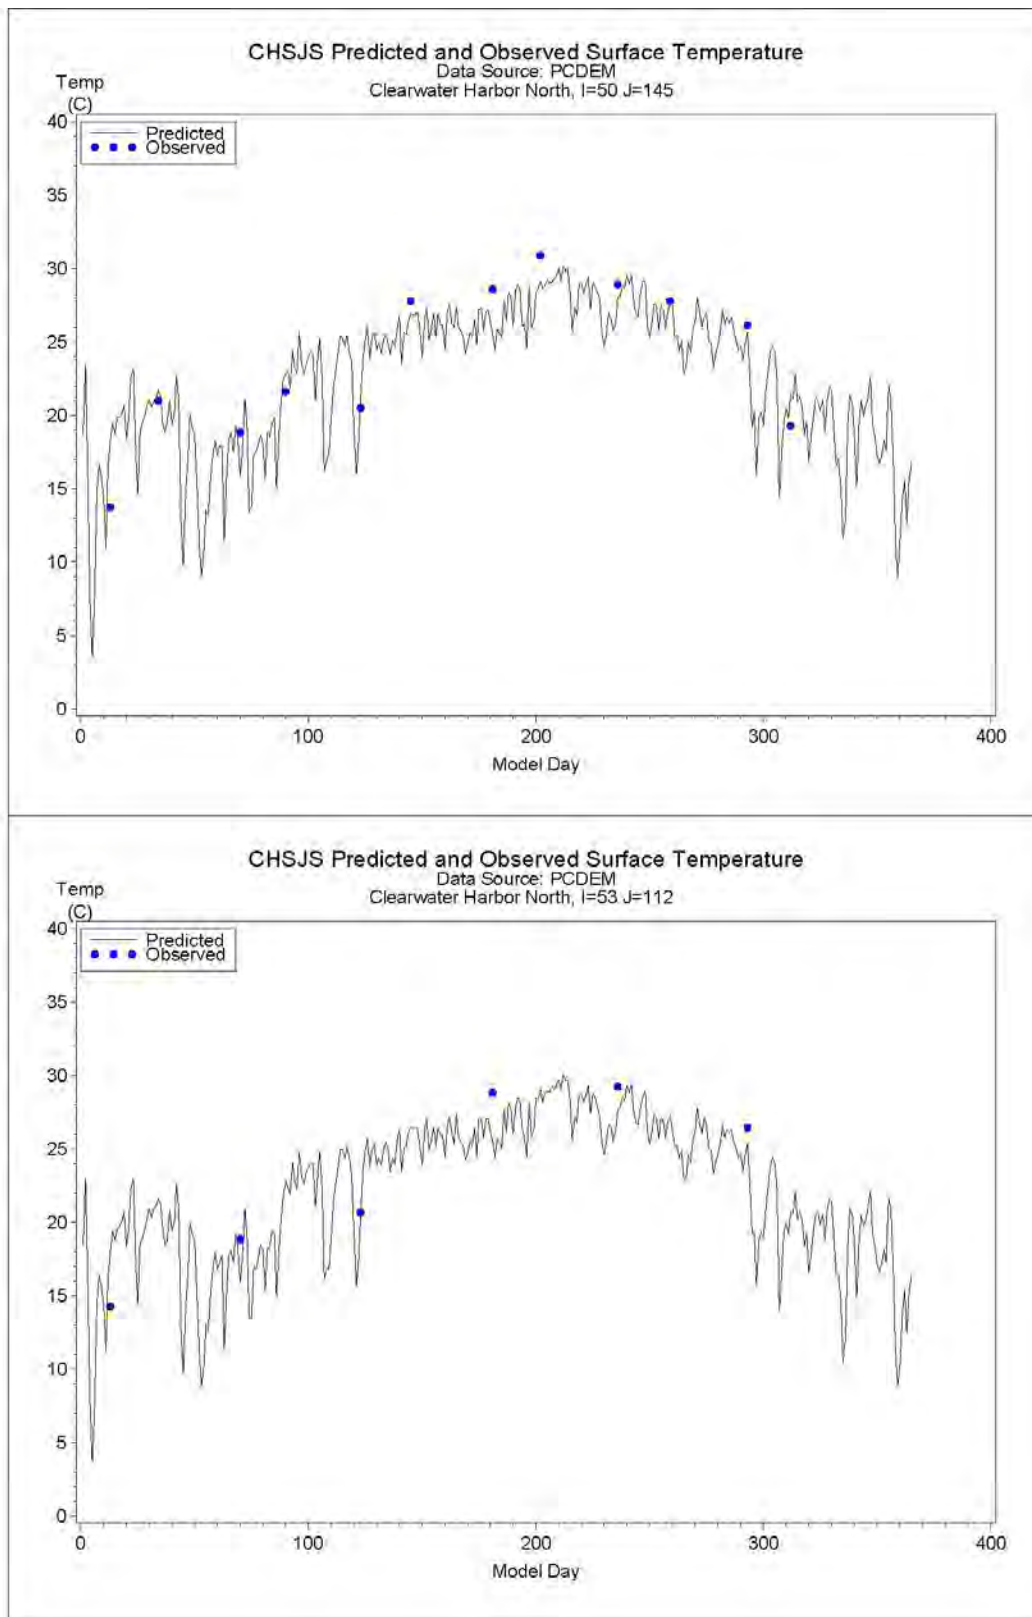 CHSJS Predicted and Observed Surface Temperature
Data Source: PCDEM
Clearwater Harbor North, I=50 J=145
Temp
(C)
Predicted
Observed
40
35
30
25
20
15
10
5
0
0 100 200 300 400
Model Day
CHSJS Predicted and Observed Surface Temperature
Data Source: PCDEM
Clearwater Harbor North, I=53 J=112
Temp
(C)
Predicted
Observed
40
35
30
25
20
15
10
5
0
0 100 200 300 400
Model Day